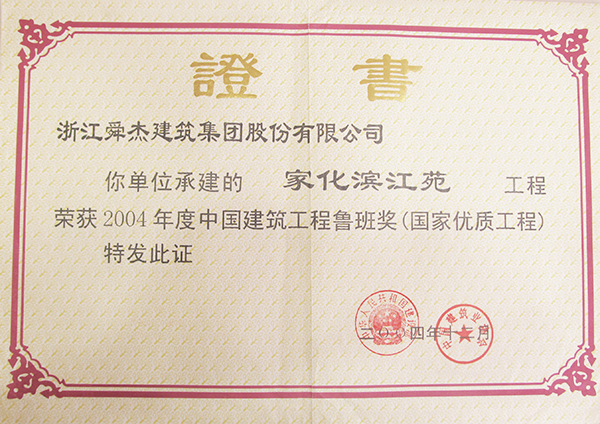 證書
浙江舜杰建筑集团股份有限公司
你单位承建的 家化滨江苑 工程
荣获2004年度中国建筑工程鲁班奖(国家优质工程)
特发此证
二〇〇四年十二月